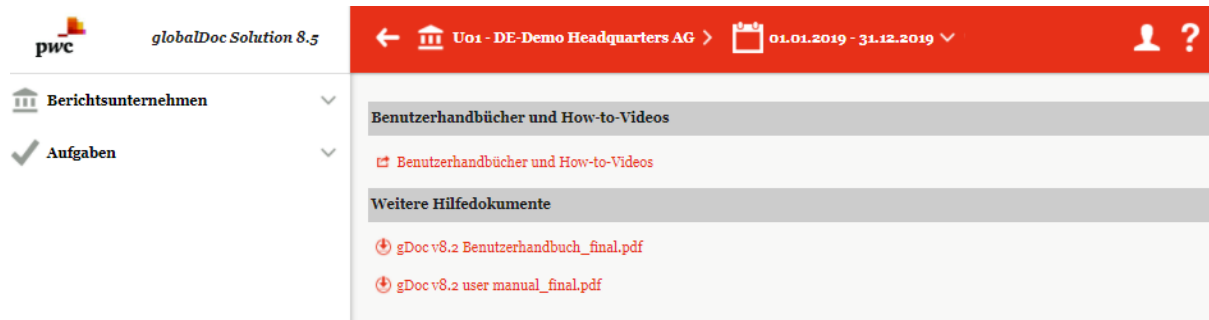 pwc
globalDoc Solution 8.5
U01 - DE-Demo Headquarters AG > 01.01.2019 - 31.12.2019
?
Berichtsunternehmen
Aufgaben
Benutzerhandbücher und How-to-Videos
Benutzerhandbücher und How-to-Videos
Weitere Hilfedokumente
gDoc v8.2 Benutzerhandbuch_final.pdf
gDoc v8.2 user manual_final.pdf